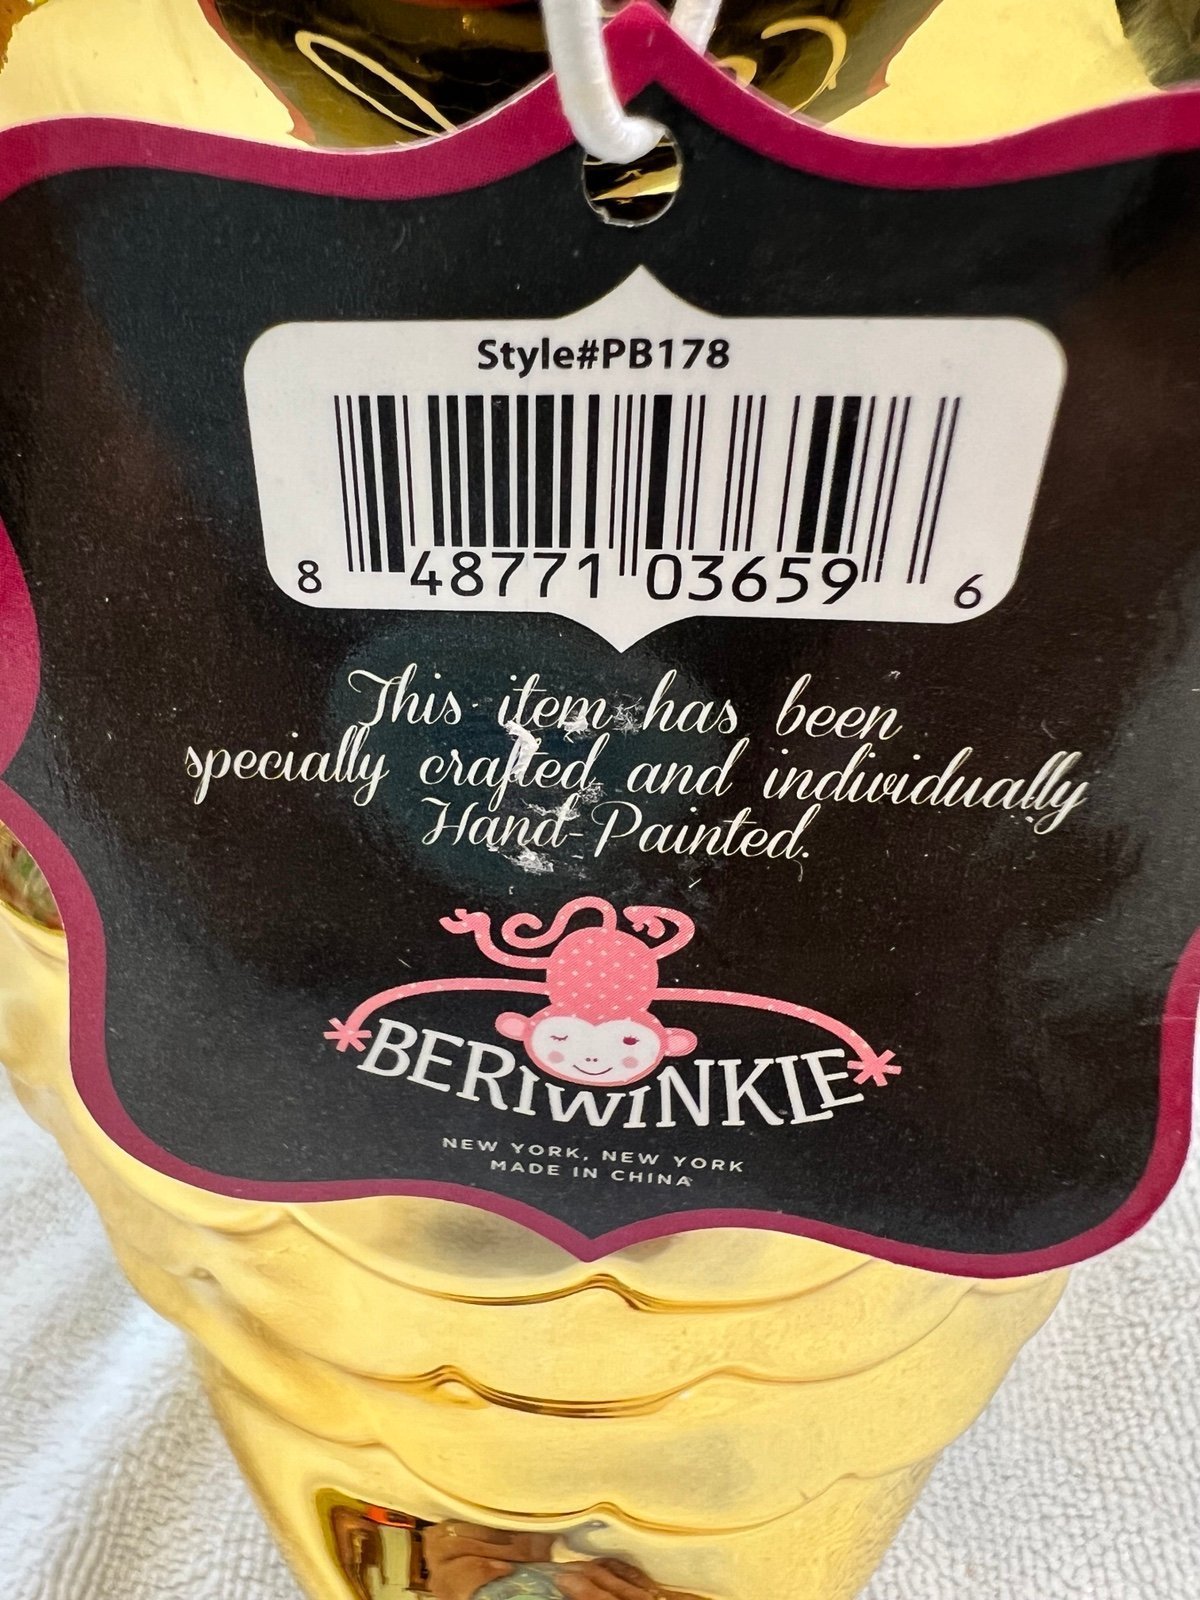 Style#PB178
8 48771 03659 6
This item has been
specially crafted and individually
Hand-Painted.
BERIWINKLE
NEW YORK, NEW YORK
MADE IN CHINA